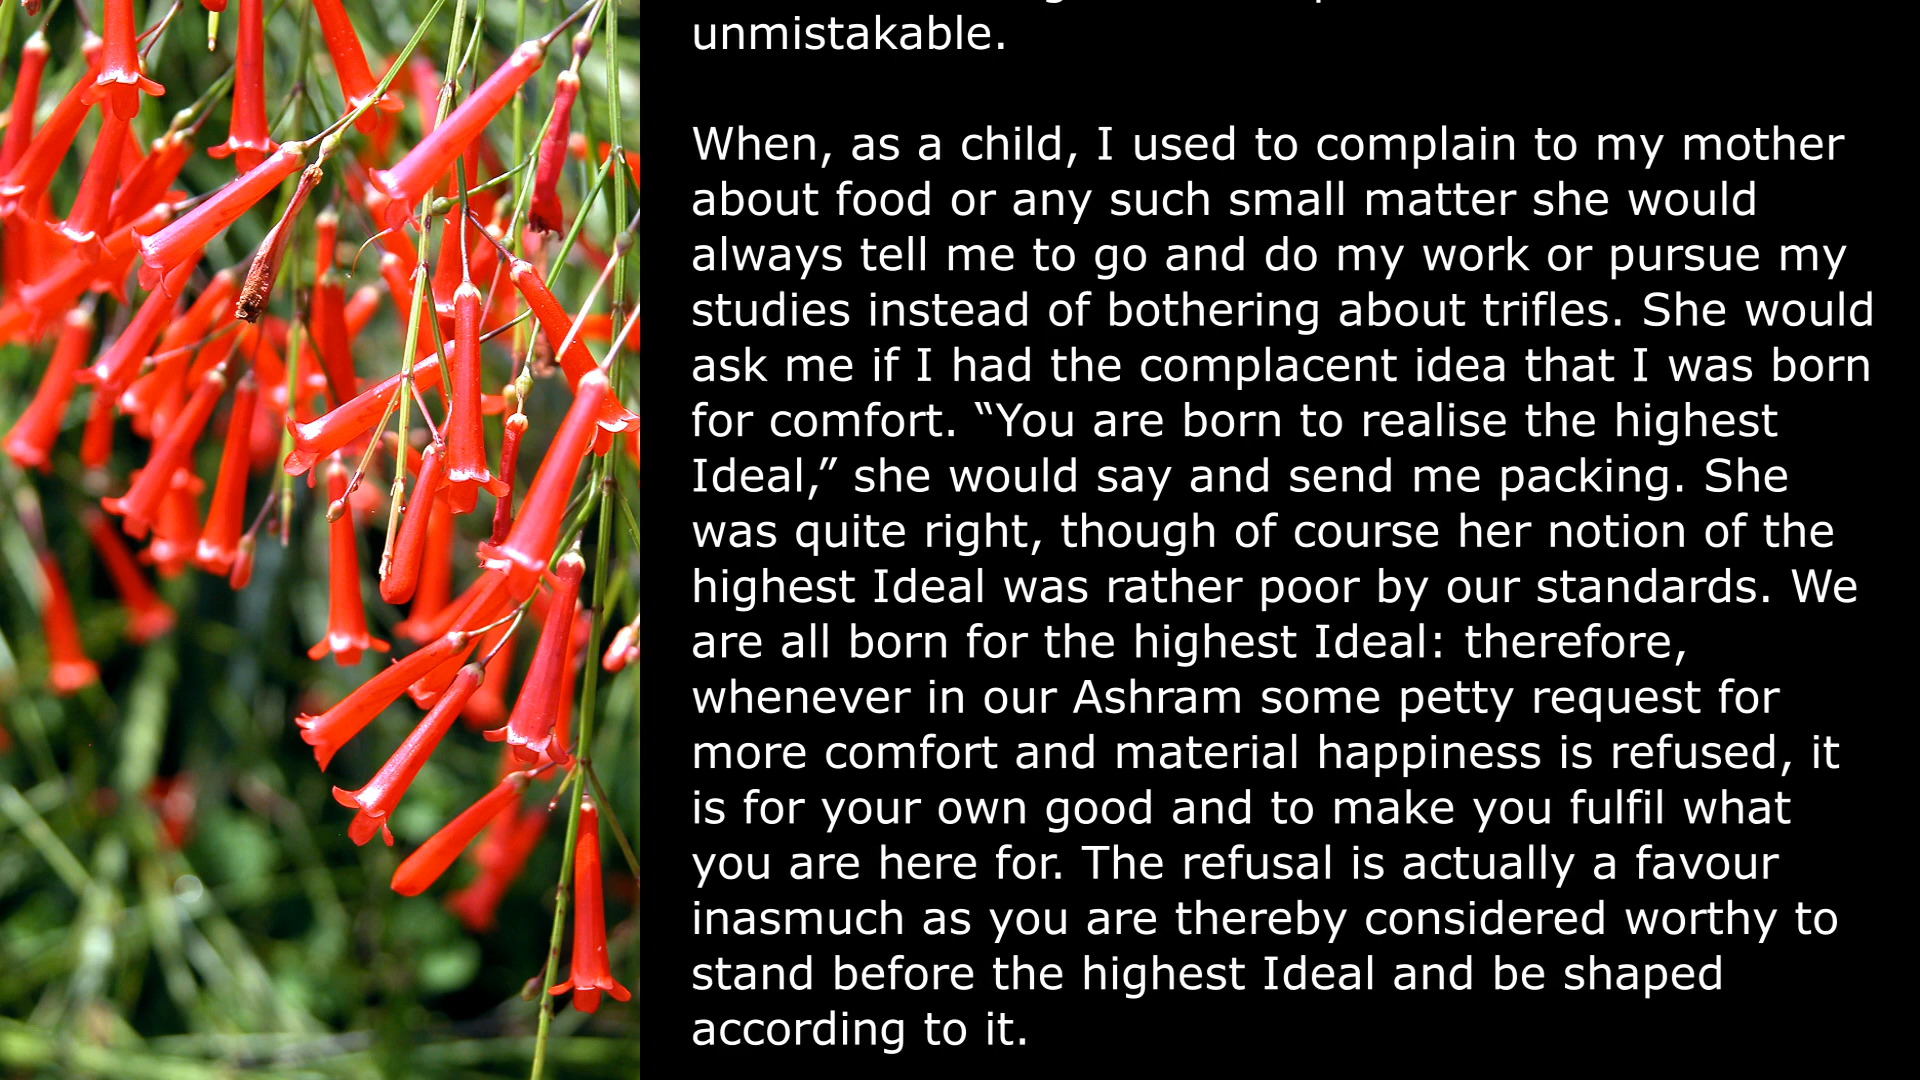 unmistakable.
When, as a child, I used to complain to my mother
about food or any such small matter she would
always tell me to go and do my work or pursue my
studies instead of bothering about trifles. She would
ask me if I had the complacent idea that I was born
for comfort. “You are born to realise the highest
Ideal,” she would say and send me packing. She
was quite right, though of course her notion of the
highest Ideal was rather poor by our standards. We
are all born for the highest Ideal: therefore,
whenever in our Ashram some petty request for
more comfort and material happiness is refused, it
is for your own good and to make you fulfil what
you are here for. The refusal is actually a favour
inasmuch as you are thereby considered worthy to
stand before the highest Ideal and be shaped
according to it.